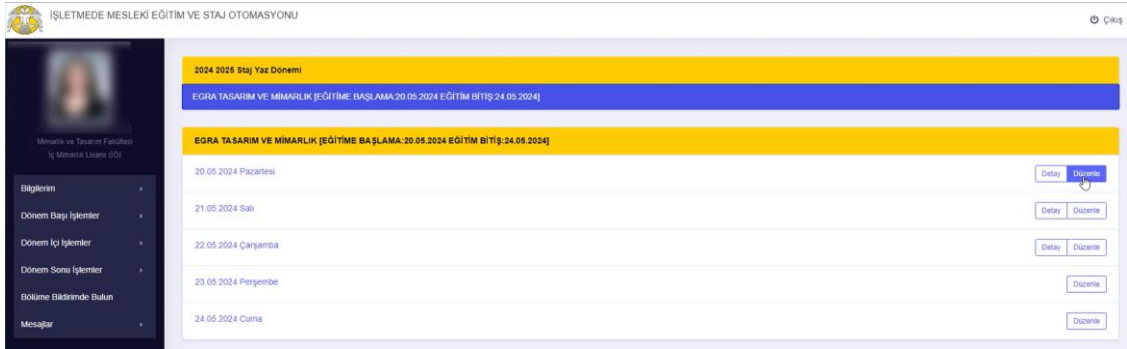 İŞLETMEDE MESLEKİ EĞİTİM VE STAJ OTOMASYONU
Çıkış
Mimarlık ve Tasarım Fakültesi
İç Mimarlık Lisans (İÖ)
Bilgilerim
Dönem Başı İşlemler
Dönem İçi İşlemler
Dönem Sonu İşlemler
Bölüme Bildirimde Bulun
Mesajlar
2024 2025 Staj Yaz Dönemi
EGRA TASARIM VE MİMARLIK [EĞİTİME BAŞLAMA:20.05.2024 EĞİTİM BİTİŞ:24.05.2024]
EGRA TASARIM VE MİMARLIK [EĞİTİME BAŞLAMA:20.05.2024 EĞİTİM BİTİŞ:24.05.2024]
20.05.2024 Pazartesi Detay Düzenle
21.05.2024 Salı Detay Düzenle
22.05.2024 Çarşamba Detay Düzenle
23.05.2024 Perşembe Düzenle
24.05.2024 Cuma Düzenle